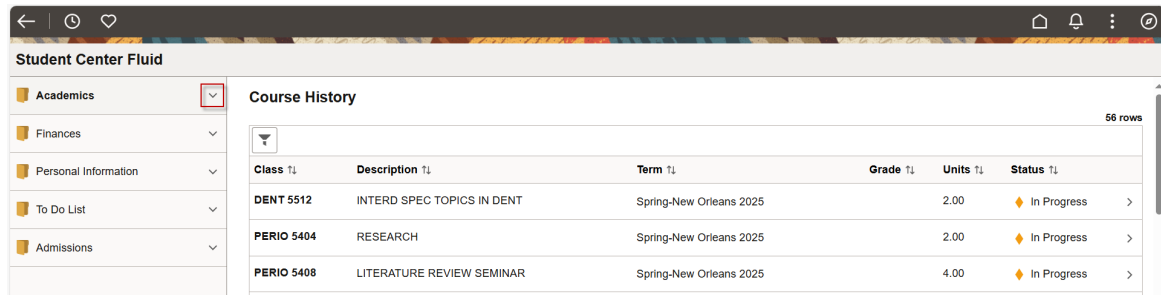 Student Center Fluid
Academics
Finances
Personal Information
To Do List
Admissions
Course History
56 rows
Class Description Term Grade Units Status
DENT 5512 INTERD SPEC TOPICS IN DENT Spring-New Orleans 2025 2.00 In Progress
PERIO 5404 RESEARCH Spring-New Orleans 2025 2.00 In Progress
PERIO 5408 LITERATURE REVIEW SEMINAR Spring-New Orleans 2025 4.00 In Progress